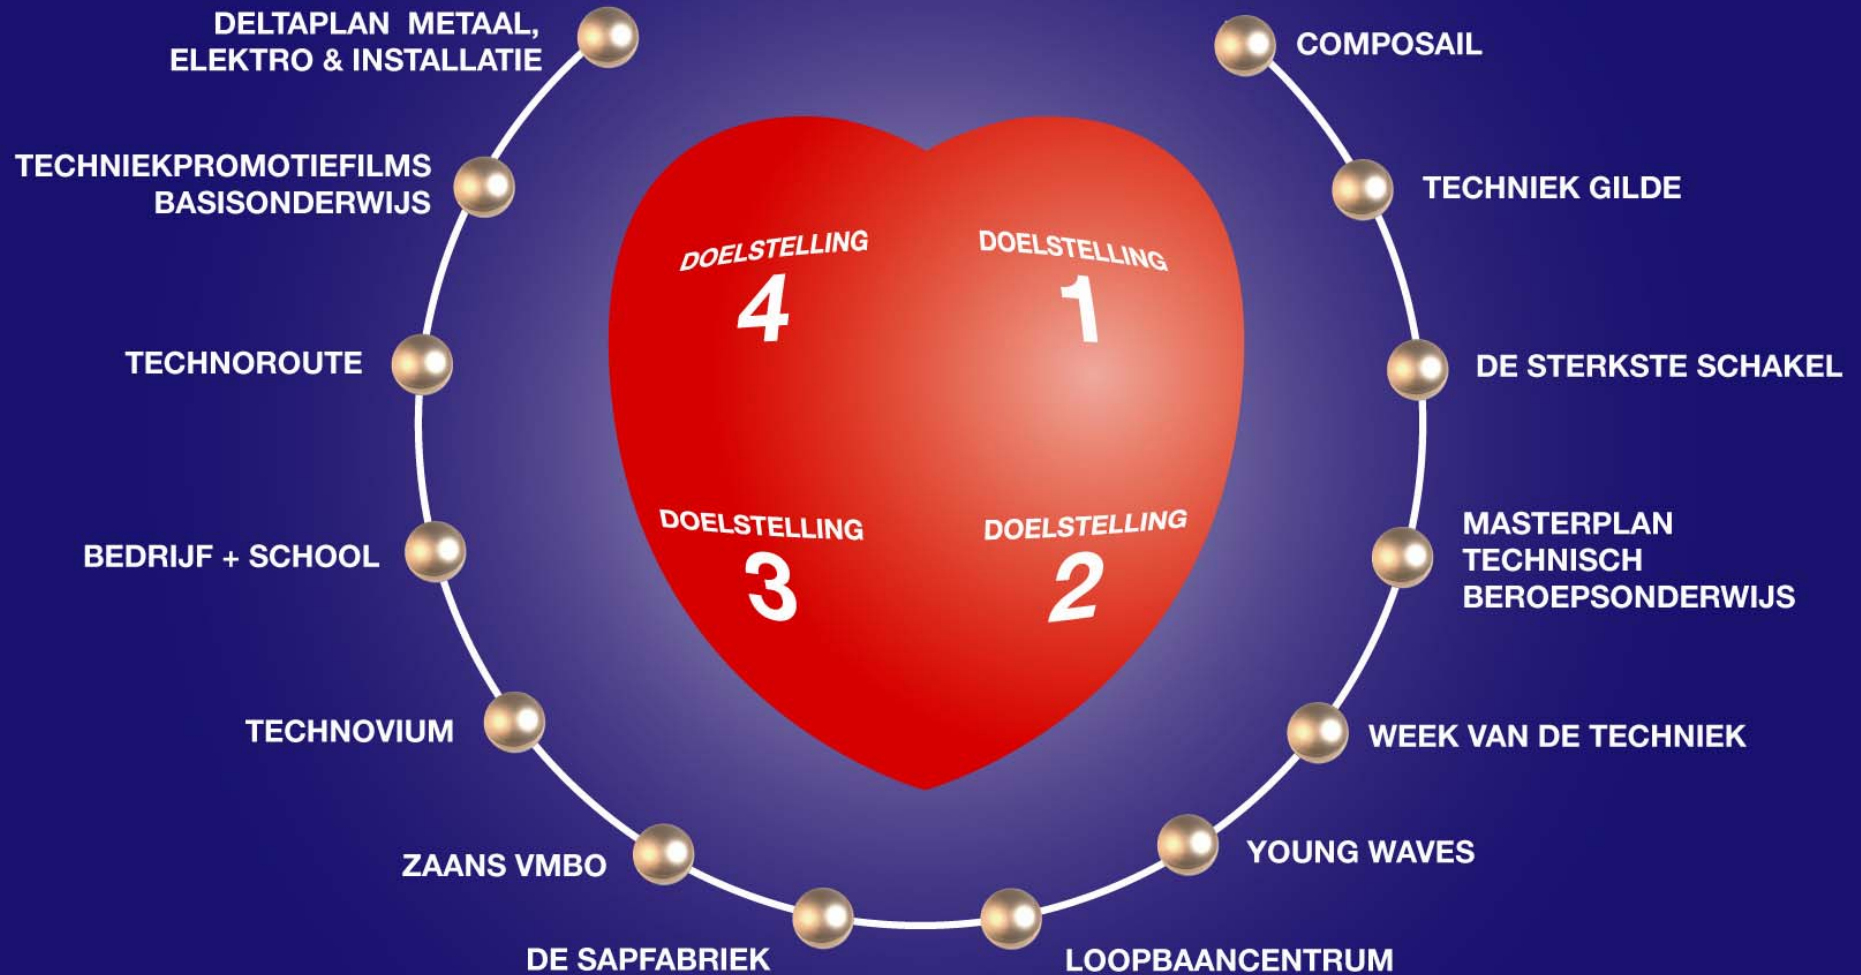 DELTAPLAN METAAL,
ELEKTRO & INSTALLATIE
TECHNIEKPROMOTIEFILMS
BASISONDERWIJS
TECHNOROUTE
BEDRIJF + SCHOOL
TECHNOVIUM
ZAANS VMBO
DE SAPFABRIEK
DOELSTELLING
4
DOELSTELLING
1
DOELSTELLING
3
DOELSTELLING
2
COMPOSAIL
TECHNIEK GILDE
DE STERKSTE SCHAKEL
MASTERPLAN
TECHNISCH
BEROEPSONDERWIJS
WEEK VAN DE TECHNIEK
YOUNG WAVES
LOOPBAANCENTRUM